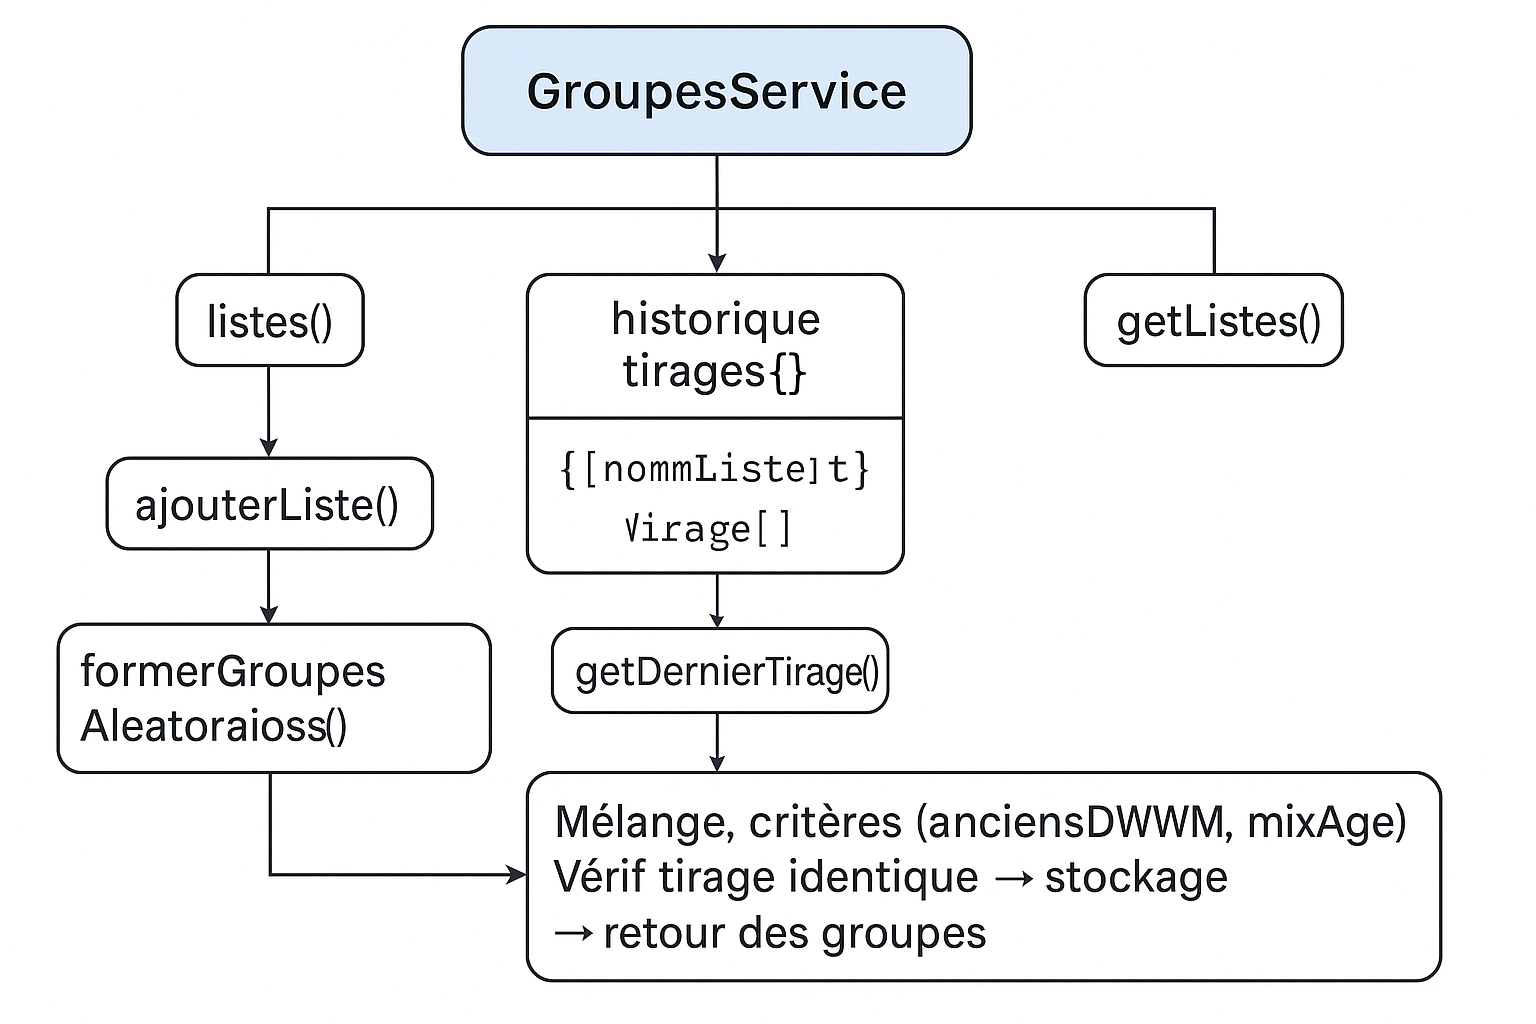 GroupesService
listes()
historique
tirages{}
getListes()
{[nommListe]t}
Virage[]
ajouterListe()
formerGroupes
Aleatoraioss()
getDernierTirage()
Mélange, critères (anciensDWWM, mixAge)
Vérif tirage identique → stockage
→ retour des groupes